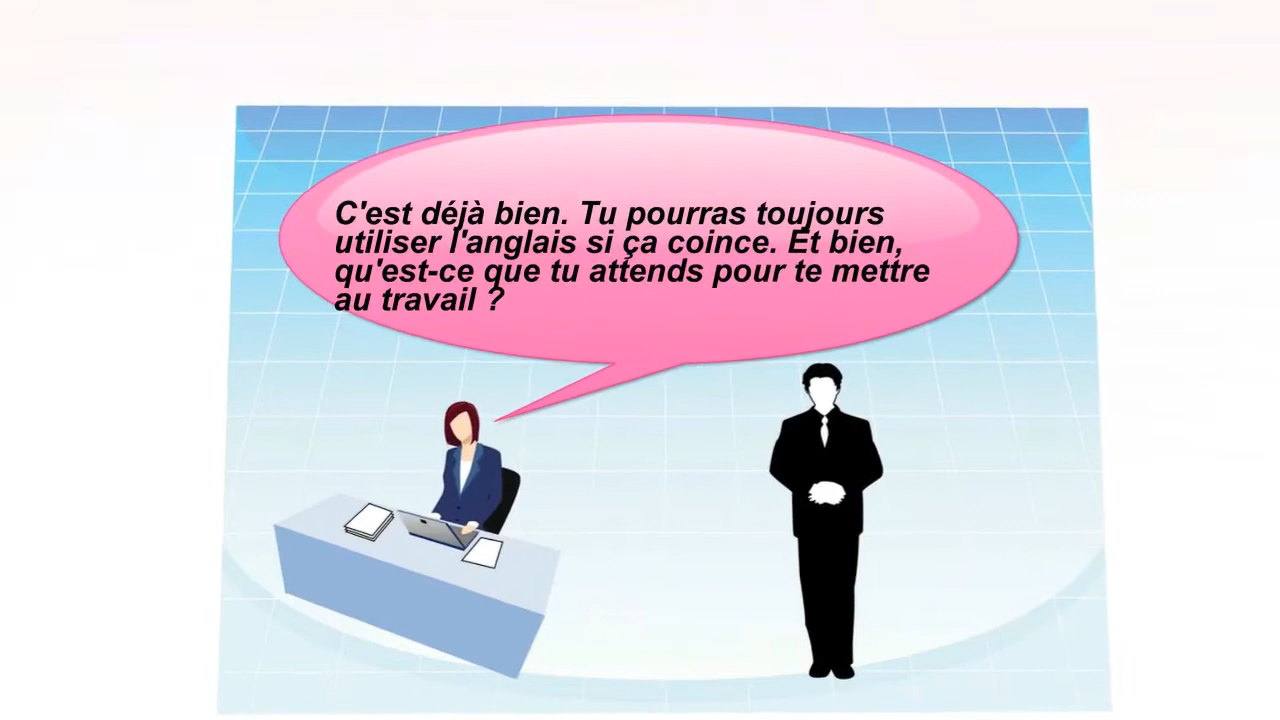 C'est déjà bien. Tu pourras toujours
utiliser l'anglais si ça coince. Et bien,
qu'est-ce que tu attends pour te mettre
au travail ?